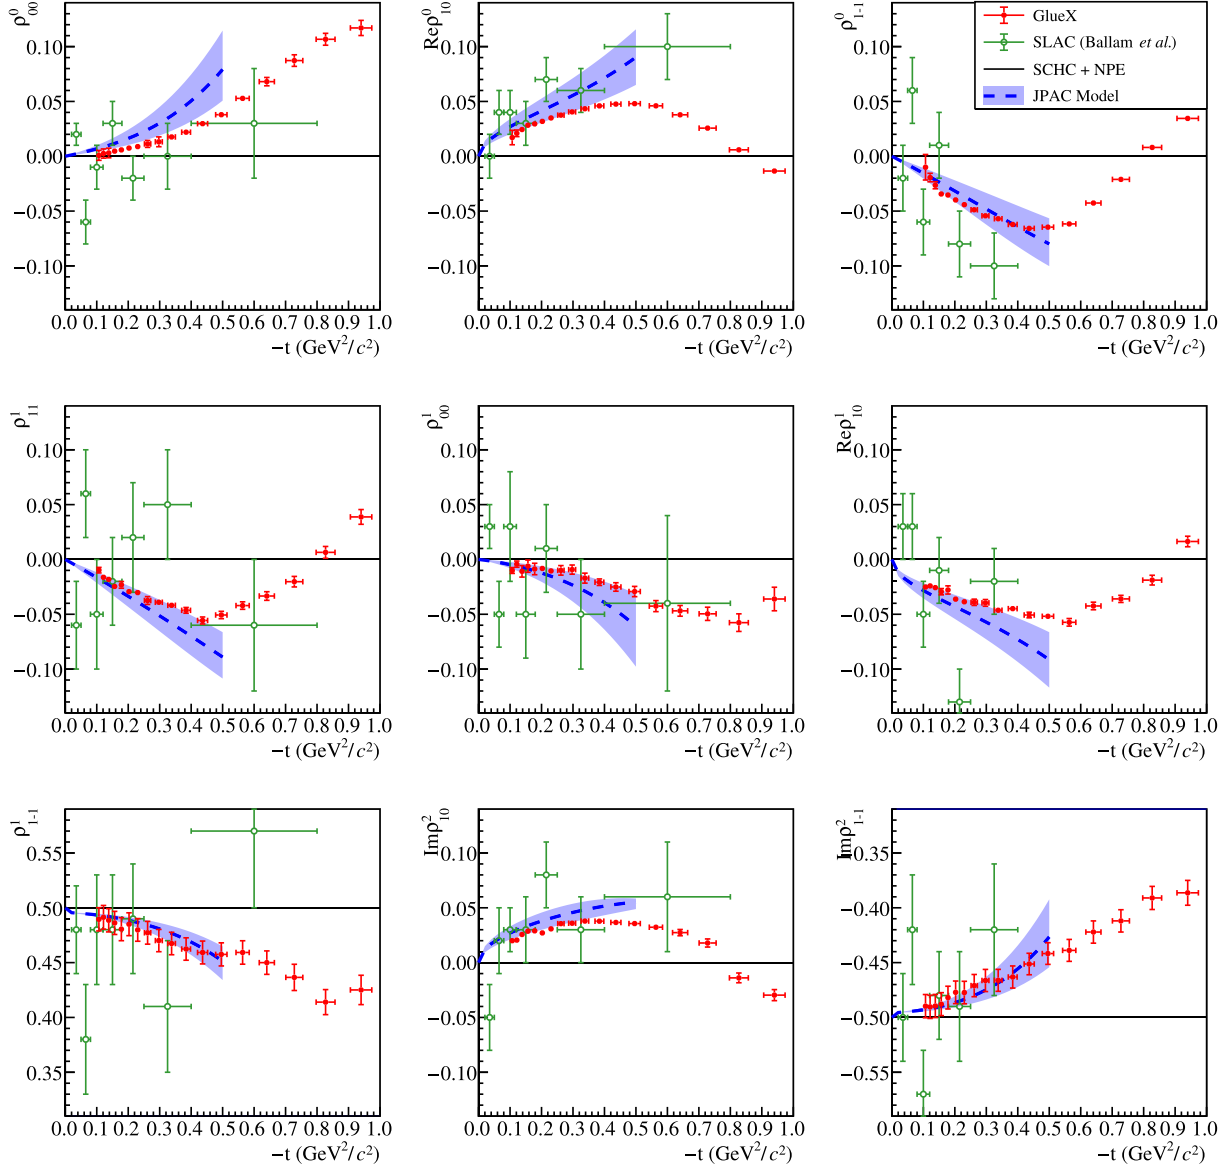 ρ⁰₀₀
0.10
0.05
0.00
−0.05
−0.10
0.0 0.1 0.2 0.3 0.4 0.5 0.6 0.7 0.8 0.9 1.0
−t (GeV²/c²)
Reρ⁰₁₀
0.10
0.05
0.00
−0.05
−0.10
0.0 0.1 0.2 0.3 0.4 0.5 0.6 0.7 0.8 0.9 1.0
−t (GeV²/c²)
ρ⁰₁₋₁
0.10
0.05
0.00
−0.05
−0.10
0.0 0.1 0.2 0.3 0.4 0.5 0.6 0.7 0.8 0.9 1.0
−t (GeV²/c²)
GlueX
SLAC (Ballam et al.)
SCHC + NPE
JPAC Model
ρ¹₁₁
0.10
0.05
0.00
−0.05
−0.10
0.0 0.1 0.2 0.3 0.4 0.5 0.6 0.7 0.8 0.9 1.0
−t (GeV²/c²)
ρ¹₀₀
0.10
0.05
0.00
−0.05
−0.10
0.0 0.1 0.2 0.3 0.4 0.5 0.6 0.7 0.8 0.9 1.0
−t (GeV²/c²)
Reρ¹₁₀
0.10
0.05
0.00
−0.05
−0.10
0.0 0.1 0.2 0.3 0.4 0.5 0.6 0.7 0.8 0.9 1.0
−t (GeV²/c²)
ρ¹₁₋₁
0.55
0.50
0.45
0.40
0.35
0.0 0.1 0.2 0.3 0.4 0.5 0.6 0.7 0.8 0.9 1.0
−t (GeV²/c²)
Imρ²₁₀
0.10
0.05
0.00
−0.05
−0.10
0.0 0.1 0.2 0.3 0.4 0.5 0.6 0.7 0.8 0.9 1.0
−t (GeV²/c²)
Imρ²₁₋₁
−0.35
−0.40
−0.45
−0.50
−0.55
0.0 0.1 0.2 0.3 0.4 0.5 0.6 0.7 0.8 0.9 1.0
−t (GeV²/c²)